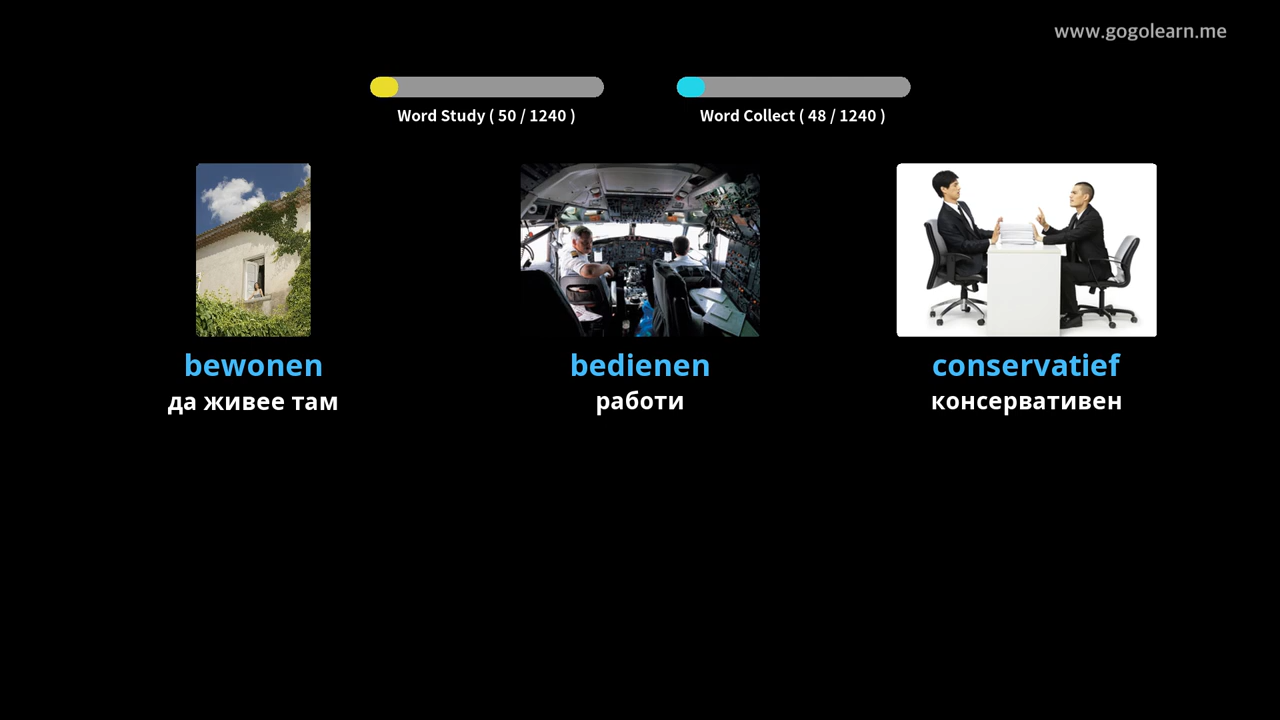 www.gogolearn.me
Word Study ( 50 / 1240 )
Word Collect ( 48 / 1240 )
bewonen
bedienen
conservatief
да живее там
работи
консервативен